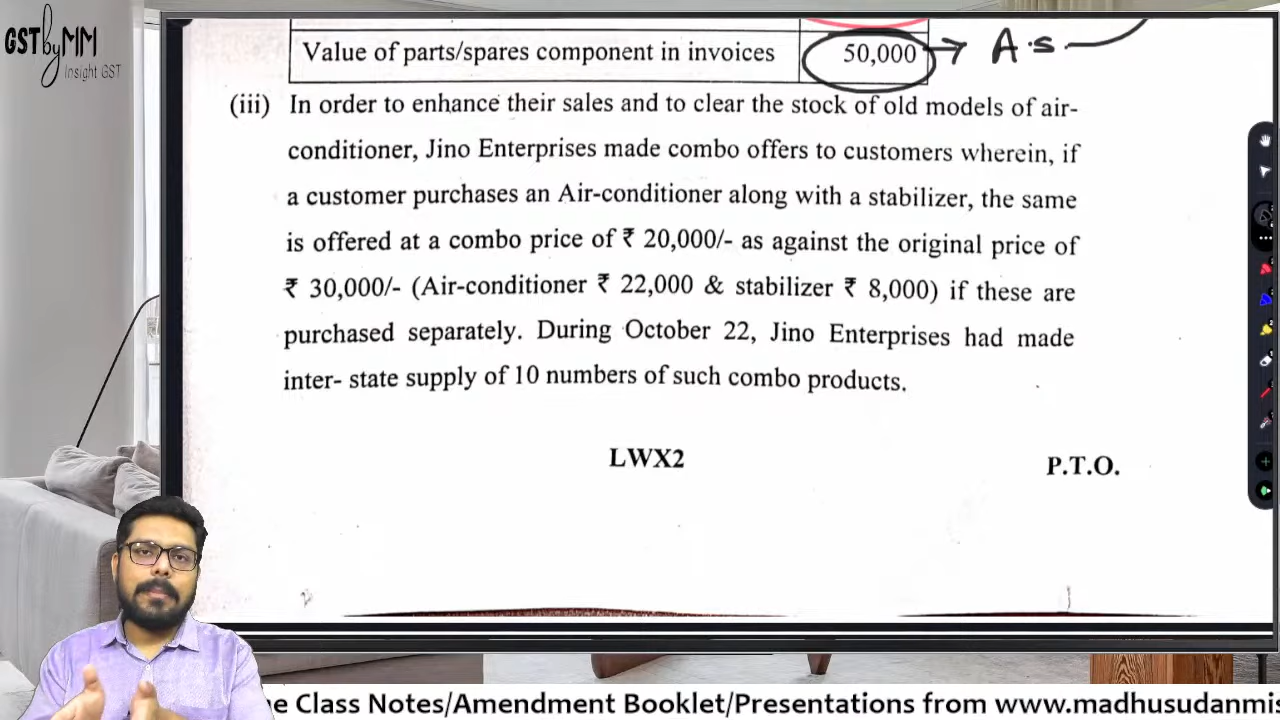 GSTbyMM
Insight GST
Value of parts/spares component in invoices 50,000 → A.S
(iii) In order to enhance their sales and to clear the stock of old models of air-
conditioner, Jino Enterprises made combo offers to customers wherein, if
a customer purchases an Air-conditioner along with a stabilizer, the same
is offered at a combo price of ₹ 20,000/- as against the original price of
₹ 30,000/- (Air-conditioner ₹ 22,000 & stabilizer ₹ 8,000) if these are
purchased separately. During October 22, Jino Enterprises had made
inter- state supply of 10 numbers of such combo products.
LWX2
P.T.O.
e Class Notes/Amendment Booklet/Presentations from www.madhusudanmis